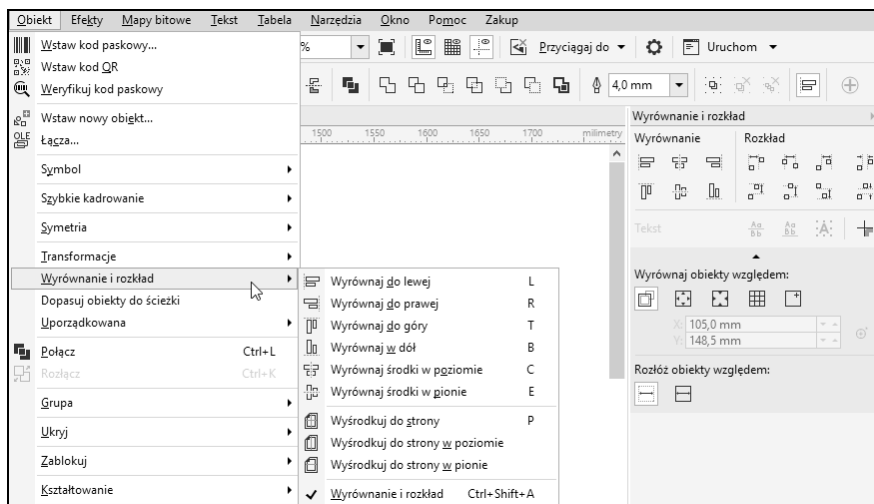 Obiekt Efekty Mapy bitowe Tekst Tabela Narzędzia Okno Pomoc Zakup
Wstaw kod paskowy...
Wstaw kod QR
Weryfikuj kod paskowy
Wstaw nowy obiekt...
Łącza...
Symbol
Szybkie kadrowanie
Symetria
Transformacje
Wyrównanie i rozkład
Dopasuj obiekty do ścieżki
Uporządkowana
Połącz Ctrl+L
Rozłącz Ctrl+K
Grupa
Ukryj
Zablokuj
Kształtowanie
% Przyciągaj do Uruchom
4,0 mm
1500 1550 1600 1650 1700 milimetry
Wyrównaj do lewej L
Wyrównaj do prawej R
Wyrównaj do góry T
Wyrównaj w dół B
Wyrównaj środki w poziomie C
Wyrównaj środki w pionie E
Wyśrodkuj do strony P
Wyśrodkuj do strony w poziomie
Wyśrodkuj do strony w pionie
Wyrównanie i rozkład Ctrl+Shift+A
Wyrównanie i rozkład
Wyrównanie Rozkład
Tekst
Wyrównaj obiekty względem:
X: 105,0 mm
Y: 148,5 mm
Rozłóż obiekty względem: